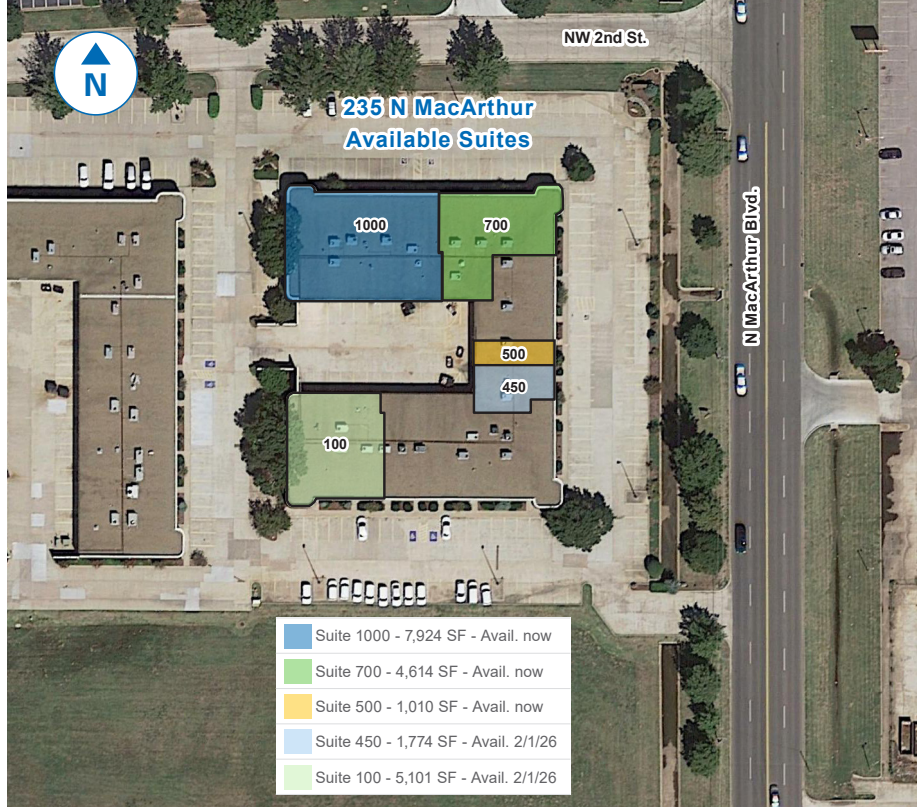 NW 2nd St.
N
235 N MacArthur
Available Suites
1000
700
N MacArthur Blvd.
500
450
100
Suite 1000 - 7,924 SF - Avail. now
Suite 700 - 4,614 SF - Avail. now
Suite 500 - 1,010 SF - Avail. now
Suite 450 - 1,774 SF - Avail. 2/1/26
Suite 100 - 5,101 SF - Avail. 2/1/26